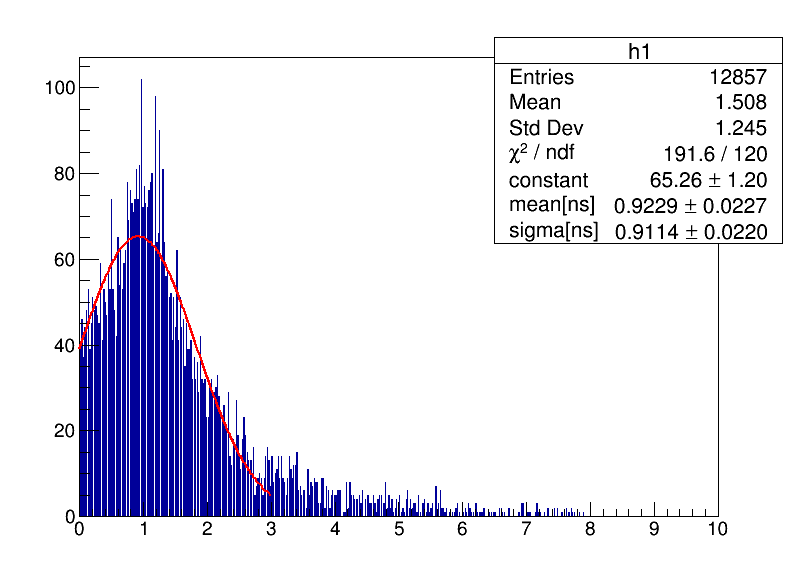 h1
Entries 12857
Mean 1.508
Std Dev 1.245
χ² / ndf 191.6 / 120
constant 65.26 ± 1.20
mean[ns] 0.9229 ± 0.0227
sigma[ns] 0.9114 ± 0.0220
100
80
60
40
20
0
0 1 2 3 4 5 6 7 8 9 10